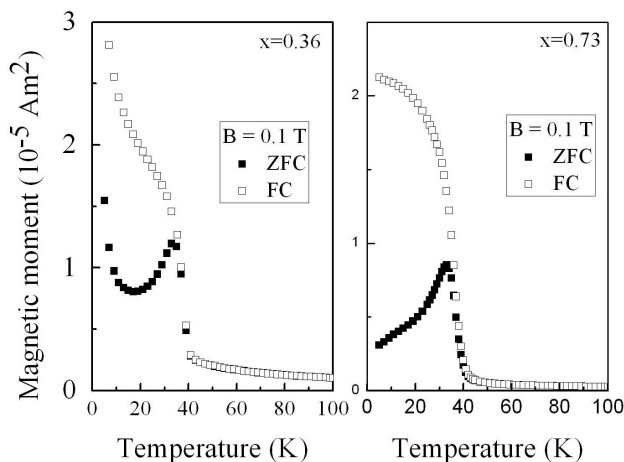 x=0.36
x=0.73
B = 0.1 T
ZFC
FC
B = 0.1 T
ZFC
FC
Magnetic moment (10⁻⁵ Am²)
3
2
1
0
2
1
0
0 20 40 60 80 100
0 20 40 60 80 100
Temperature (K)
Temperature (K)